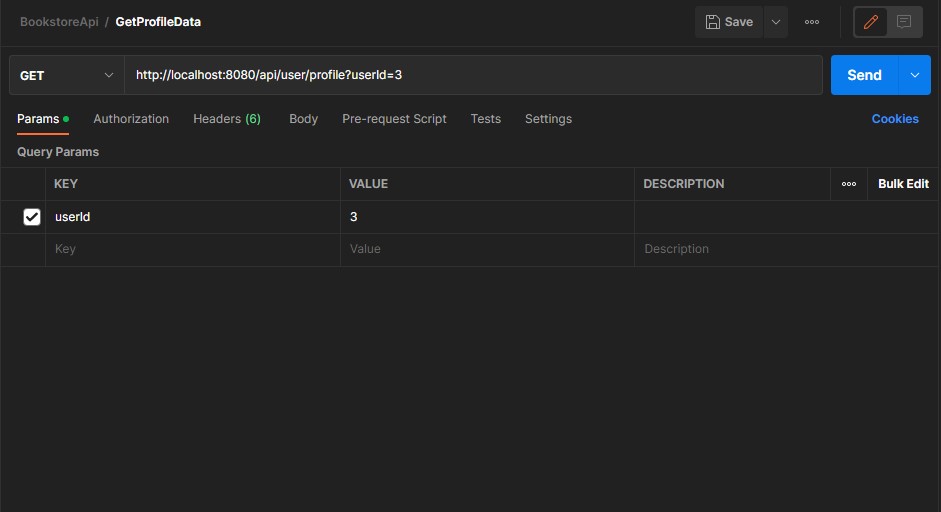 BookstoreApi / GetProfileData Save
GET http://localhost:8080/api/user/profile?userId=3 Send
Params Authorization Headers (6) Body Pre-request Script Tests Settings Cookies
Query Params
KEY VALUE DESCRIPTION Bulk Edit
userId 3
Key Value Description